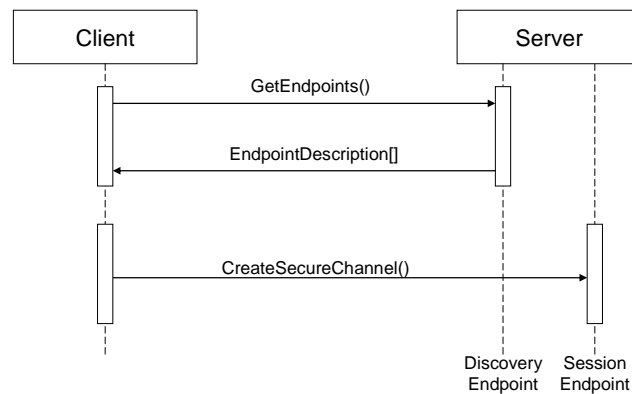 Client
Server
GetEndpoints()
EndpointDescription[]
CreateSecureChannel()
Discovery
Endpoint
Session
Endpoint